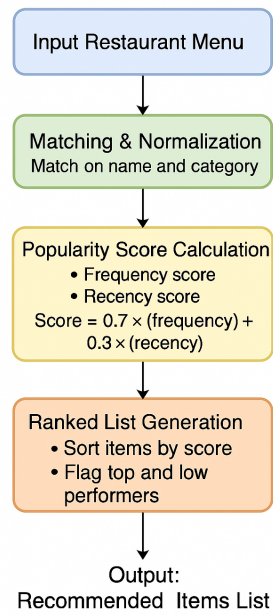 Input Restaurant Menu
Matching & Normalization
Match on name and category
Popularity Score Calculation
• Frequency score
• Recency score
Score = 0.7 × (frequency) +
0.3 × (recency)
Ranked List Generation
• Sort items by score
• Flag top and low
performers
Output:
Recommended Items List